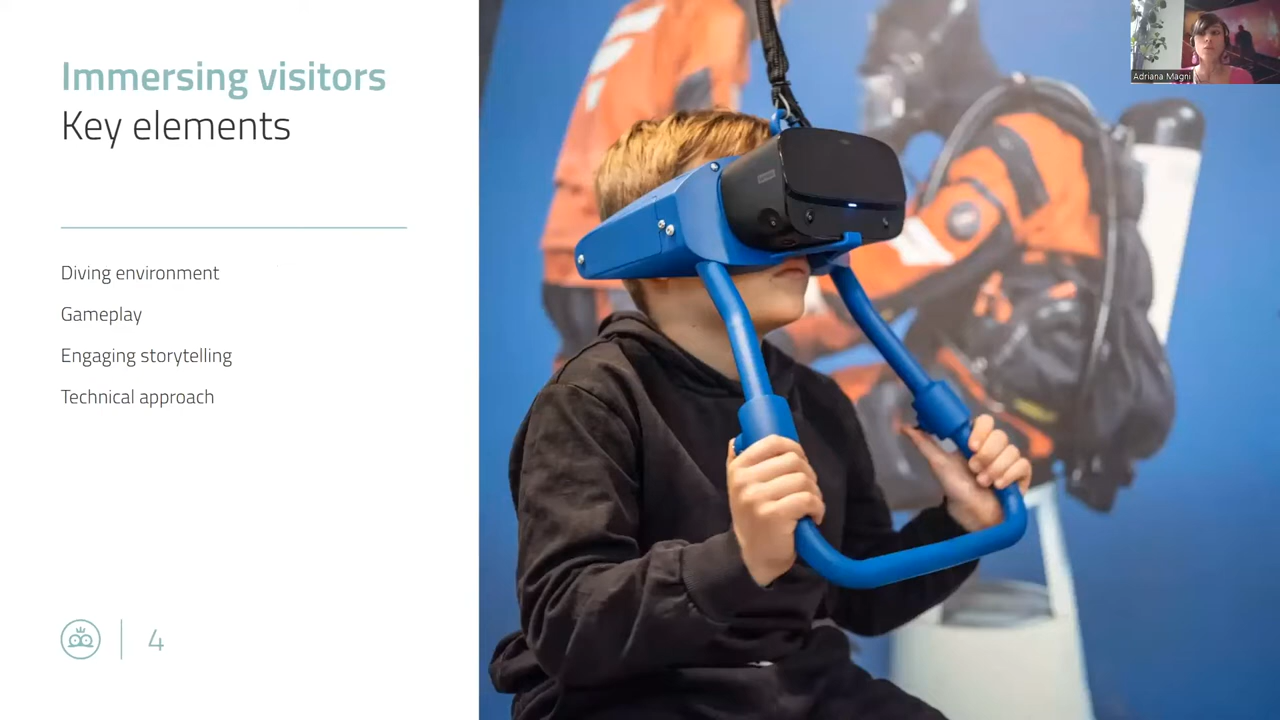 Immersing visitors
Key elements
Diving environment
Gameplay
Engaging storytelling
Technical approach
4
Adriana Magni